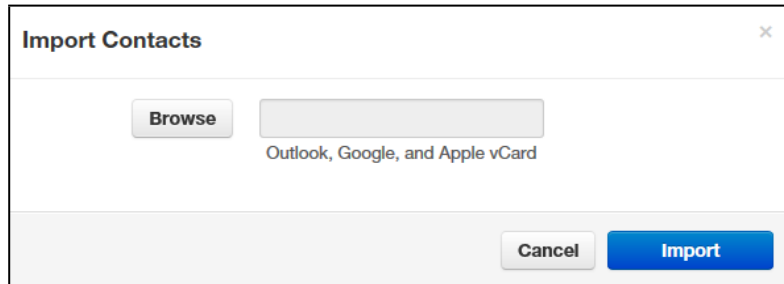 Import Contacts ×
Browse
Outlook, Google, and Apple vCard
Cancel Import